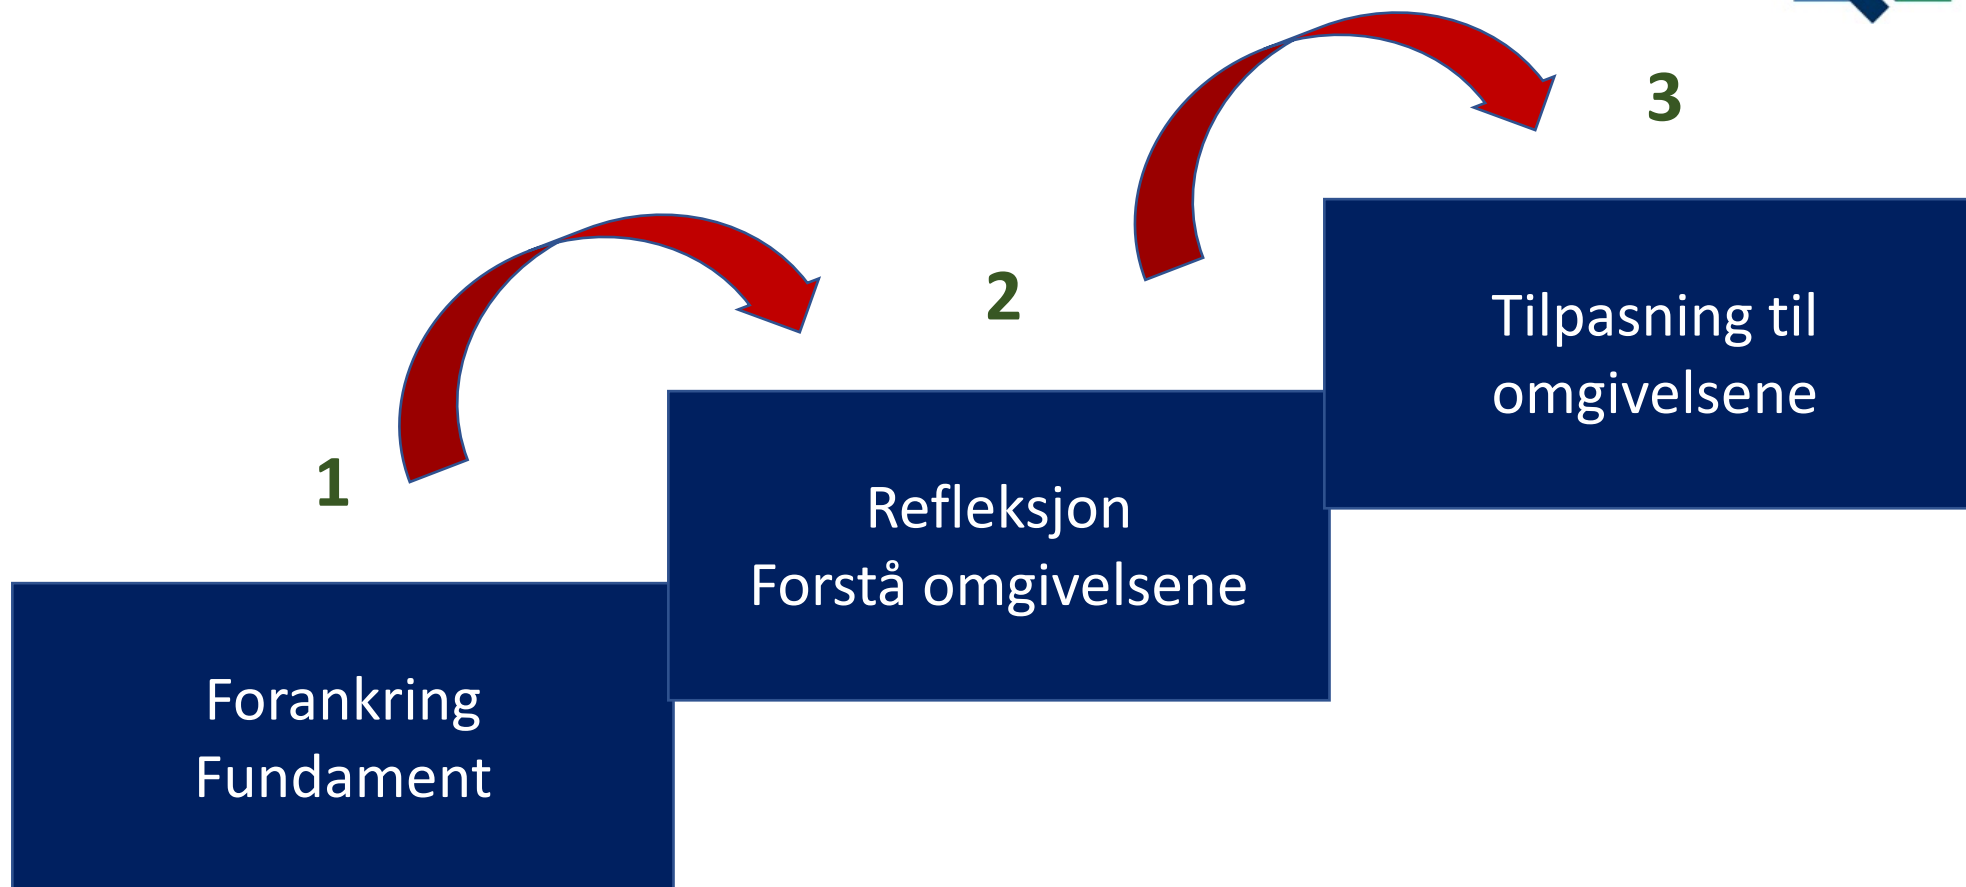 1
Forankring
Fundament
2
Refleksjon
Forstå omgivelsene
3
Tilpasning til
omgivelsene